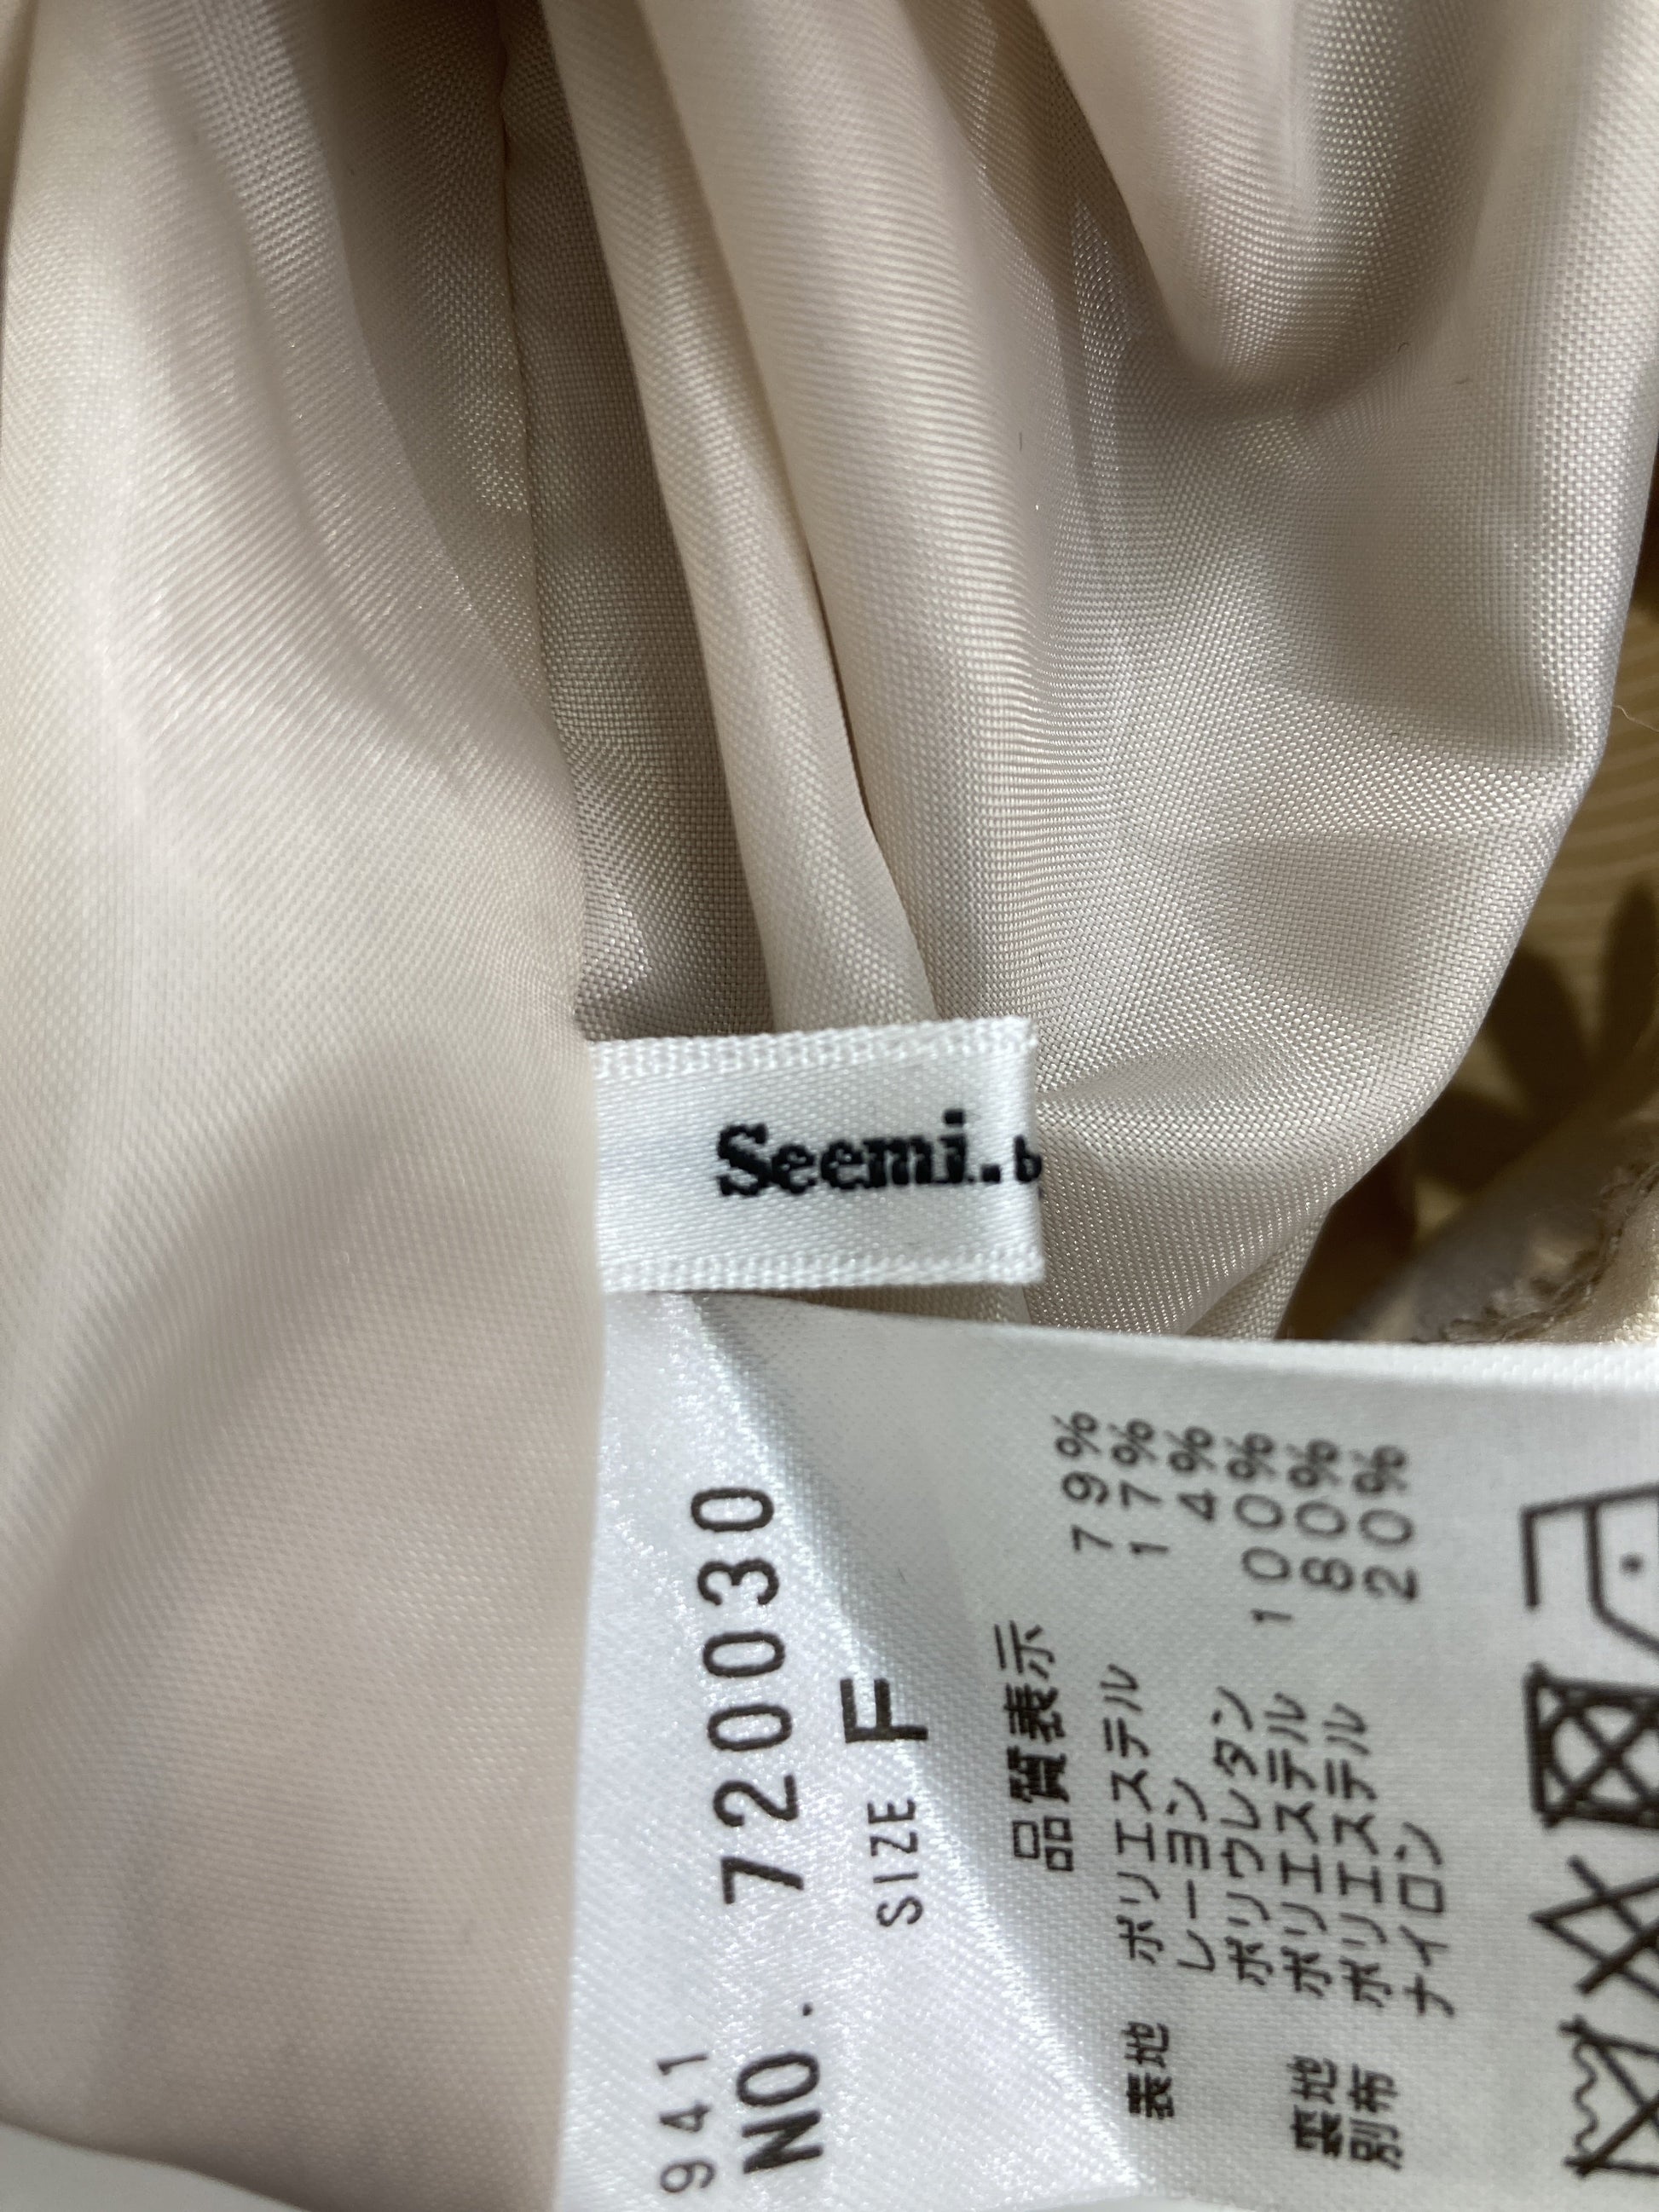 Seemi.b
941
NO. 720030
SIZE F
品質表示
表地 ポリエステル 79%
レーヨン 17%
ポリウレタン 4%
裏地 ポリエステル 100%
別布 ポリエステル 80%
ナイロン 20%